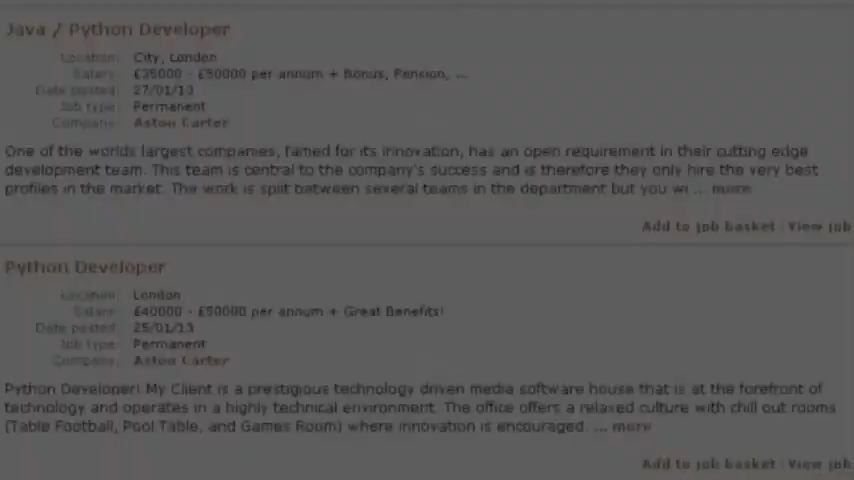 Java / Python Developer
Location: City, London
Salary: £35000 - £50000 per annum + Bonus, Pension, ...
Date posted: 27/01/13
Job type: Permanent
Company: Aston Carter
One of the worlds largest companies, famed for its innovation, has an open requirement in their cutting edge
development team. This team is central to the company's success and is therefore they only hire the very best
profiles in the market. The work is split between several teams in the department but you wi ... more
Add to job basket View job
Python Developer
Location: London
Salary: £40000 - £50000 per annum + Great Benefits!
Date posted: 25/01/13
Job type: Permanent
Company: Aston Carter
Python Developer! My Client is a prestigious technology driven media software house that is at the forefront of
technology and operates in a highly technical environment. The office offers a relaxed culture with chill out rooms
(Table Football, Pool Table, and Games Room) where innovation is encouraged. ... more
Add to job basket View job